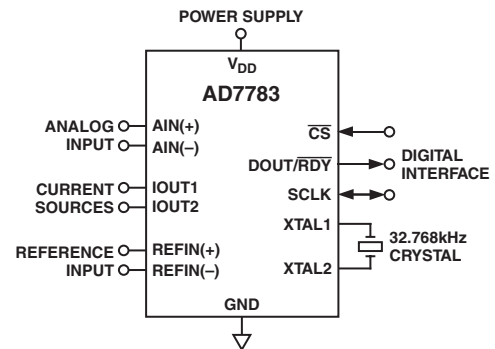 POWER SUPPLY
VDD
AD7783
ANALOG
INPUT
AIN(+)
AIN(–)
CURRENT
SOURCES
IOUT1
IOUT2
REFERENCE
INPUT
REFIN(+)
REFIN(–)
CS
DOUT/RDY
SCLK
DIGITAL
INTERFACE
XTAL1
XTAL2
32.768kHz
CRYSTAL
GND